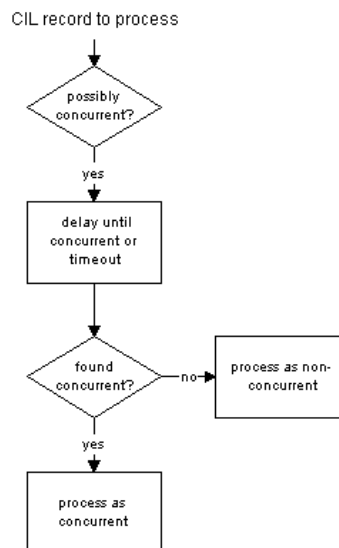 CIL record to process
possibly
concurrent?
yes
delay until
concurrent or
timeout
found
concurrent?
no
process as non-
concurrent
yes
process as
concurrent